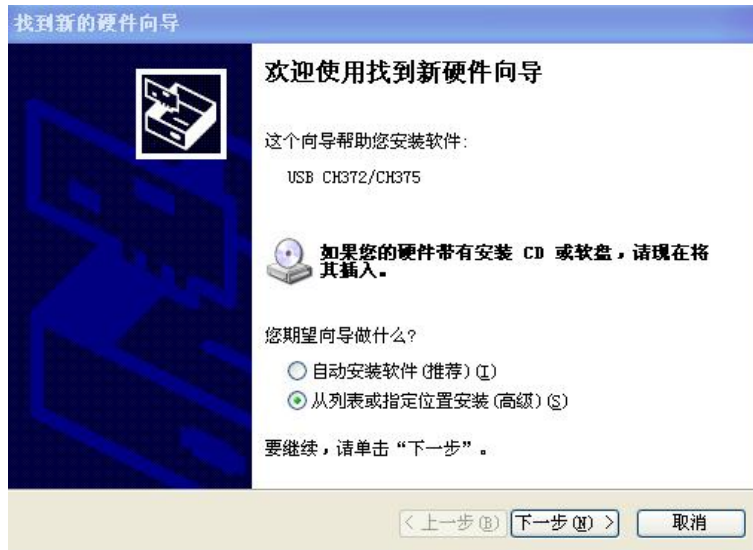 找到新的硬件向导
欢迎使用找到新硬件向导
这个向导帮助您安装软件:
USB CH372/CH375
如果您的硬件带有安装 CD 或软盘，请现在将
其插入。
您期望向导做什么?
自动安装软件(推荐)(I)
从列表或指定位置安装(高级)(S)
要继续，请单击“下一步”。
< 上一步(B) 下一步(N) > 取消